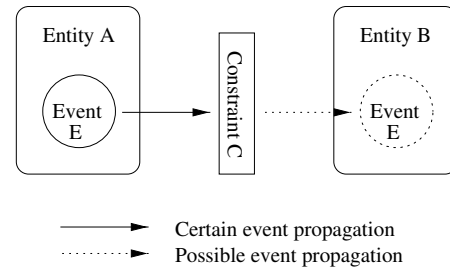 Entity A
Event
E
Constraint C
Entity B
Event
E
Certain event propagation
Possible event propagation